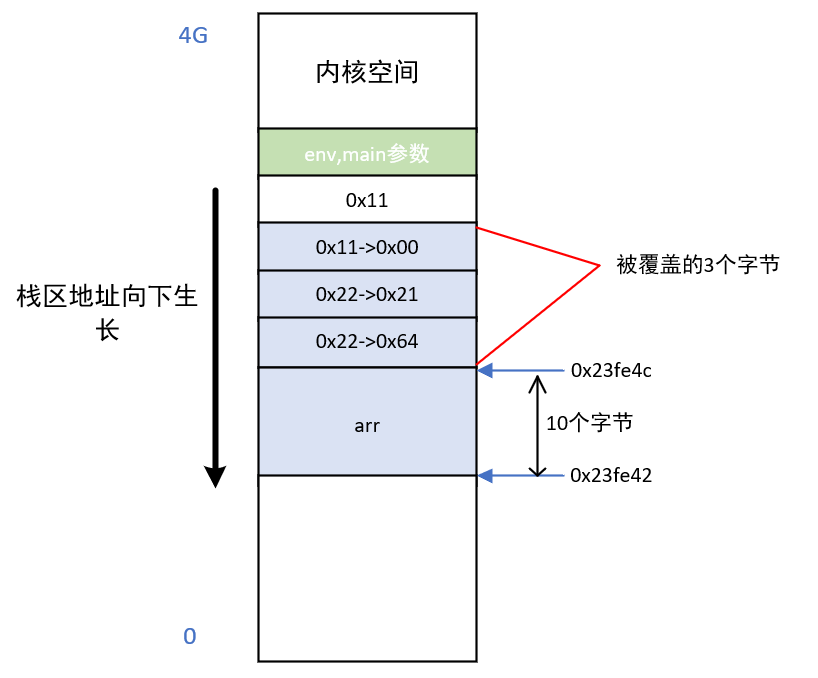 4G
内核空间
env,main参数
0x11
0x11->0x00
被覆盖的3个字节
0x22->0x21
栈区地址向下生
长
0x22->0x64
0x23fe4c
arr
10个字节
0x23fe42
0